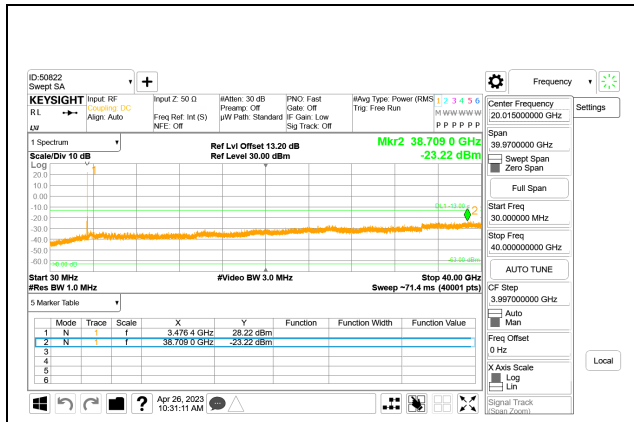 ID:50822
Swept SA
+
Frequency
KEYSIGHT
RL
LXI
Input: RF
Coupling: DC
Align: Auto
Input Z: 50 Ω
Freq Ref: Int (S)
NFE: Off
#Atten: 30 dB
Preamp: Off
µW Path: Standard
PNO: Fast
Gate: Off
IF Gain: Low
Sig Track: Off
#Avg Type: Power (RMS
Trig: Free Run
1 2 3 4 5 6
M W W W W W
P P P P P P
Center Frequency
20.015000000 GHz
Settings
1 Spectrum
Scale/Div 10 dB
Log
Ref Lvl Offset 13.20 dB
Ref Level 30.00 dBm
Mkr2 38.709 0 GHz
-23.22 dBm
Span
39.9700000 GHz
Swept Span
Zero Span
Full Span
Start Freq
30.000000 MHz
Stop Freq
40.000000000 GHz
AUTO TUNE
CF Step
3.997000000 GHz
Auto
Man
Freq Offset
0 Hz
X Axis Scale
Log
Lin
Signal Track
(Span Zoom)
Local
1
20.0
10.0
0.00
-10.0
-20.0
-30.0
-40.0
-50.0
-60.0
DL1 -13.00
2
Start 30 MHz
#Res BW 1.0 MHz
#Video BW 3.0 MHz
Stop 40.00 GHz
Sweep ~71.4 ms (40001 pts)
5 Marker Table
Mode Trace Scale X Y Function Function Width Function Value
1 N 1 f 3.476 4 GHz 28.22 dBm
2 N 1 f 38.709 0 GHz -23.22 dBm
3
4
5
6
?
Apr 26, 2023
10:31:11 AM